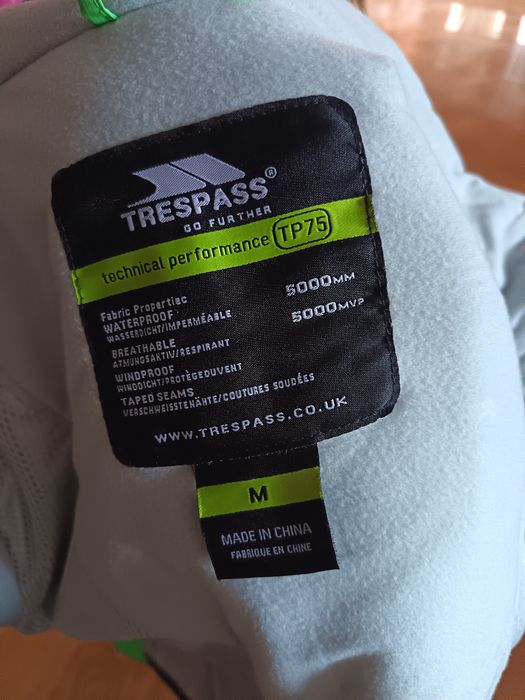 TRESPASS®
GO FURTHER
technical performance TP75
Fabric Properties
WATERPROOF 5000MM
WASSERDICHT/IMPERMÉABLE
BREATHABLE 5000MVP
ATMUNGSAKTIV/RESPIRANT
WINDPROOF
WINDDICHT/PROTÈGEDUVENT
TAPED SEAMS
VERSCHWEISSTENÄHTE/COUTURES SOUDÉES
WWW.TRESPASS.CO.UK
M
MADE IN CHINA
FABRIQUE EN CHINE